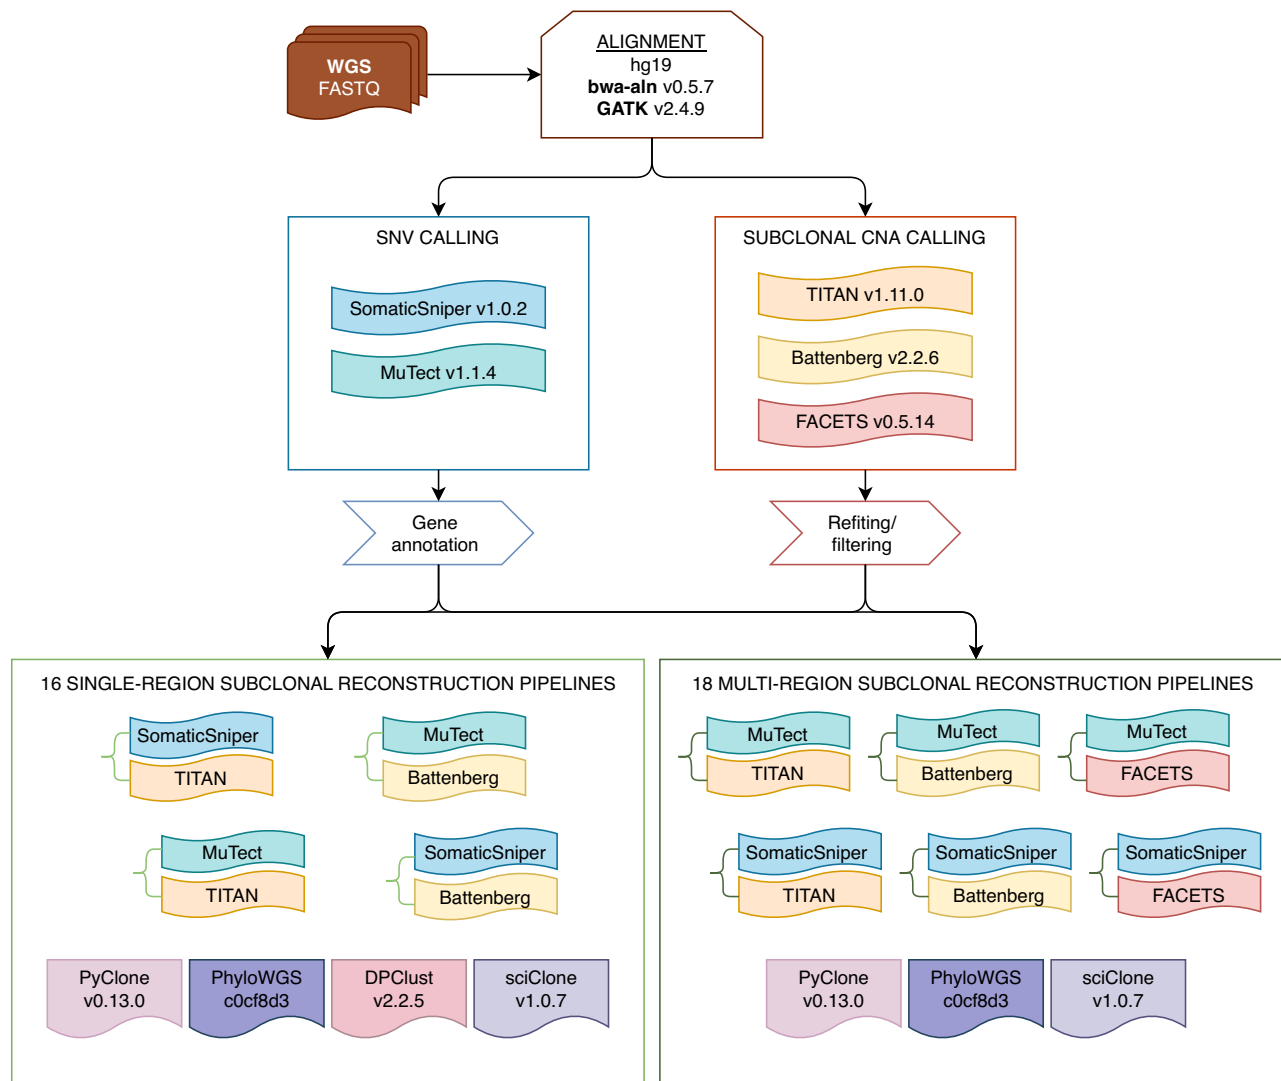 WGS
FASTQ
ALIGNMENT
hg19
bwa-aln v0.5.7
GATK v2.4.9
SNV CALLING
SomaticSniper v1.0.2
MuTect v1.1.4
SUBCLONAL CNA CALLING
TITAN v1.11.0
Battenberg v2.2.6
FACETS v0.5.14
Gene
annotation
Refiting/
filtering
16 SINGLE-REGION SUBCLONAL RECONSTRUCTION PIPELINES
SomaticSniper
TITAN
MuTect
Battenberg
MuTect
TITAN
SomaticSniper
Battenberg
PyClone
v0.13.0
PhyloWGS
c0cf8d3
DPClust
v2.2.5
sciClone
v1.0.7
18 MULTI-REGION SUBCLONAL RECONSTRUCTION PIPELINES
MuTect
TITAN
MuTect
Battenberg
MuTect
FACETS
SomaticSniper
TITAN
SomaticSniper
Battenberg
SomaticSniper
FACETS
PyClone
v0.13.0
PhyloWGS
c0cf8d3
sciClone
v1.0.7